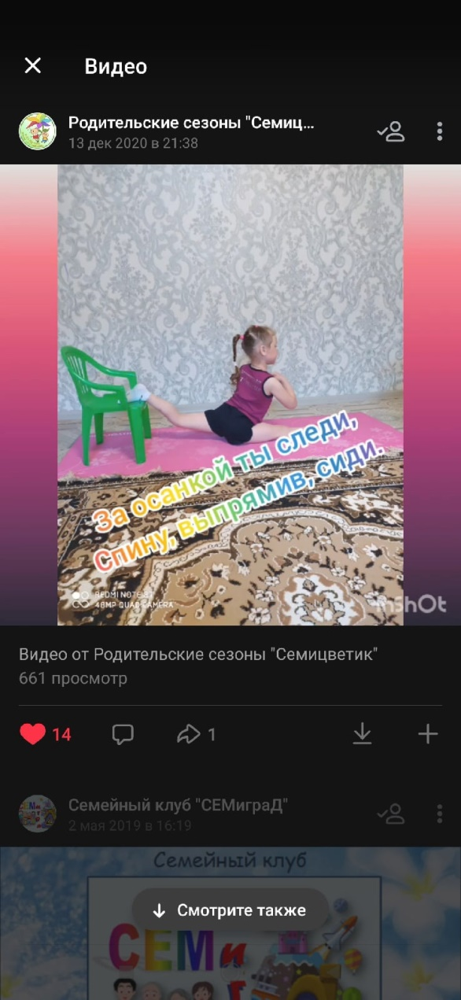 Видео
Родительские сезоны "Семиц...
13 дек 2020 в 21:38
За осанкой ты следи,
Спину, выпрямив, сиди.
REDMI NOTE 8T
48MP QUAD CAMERA
Видео от Родительские сезоны "Семицветик"
661 просмотр
14
1
Семейный клуб "СЕМиграД"
2 мая 2019 в 16:19
Семейный клуб
Смотрите также
СЕМи